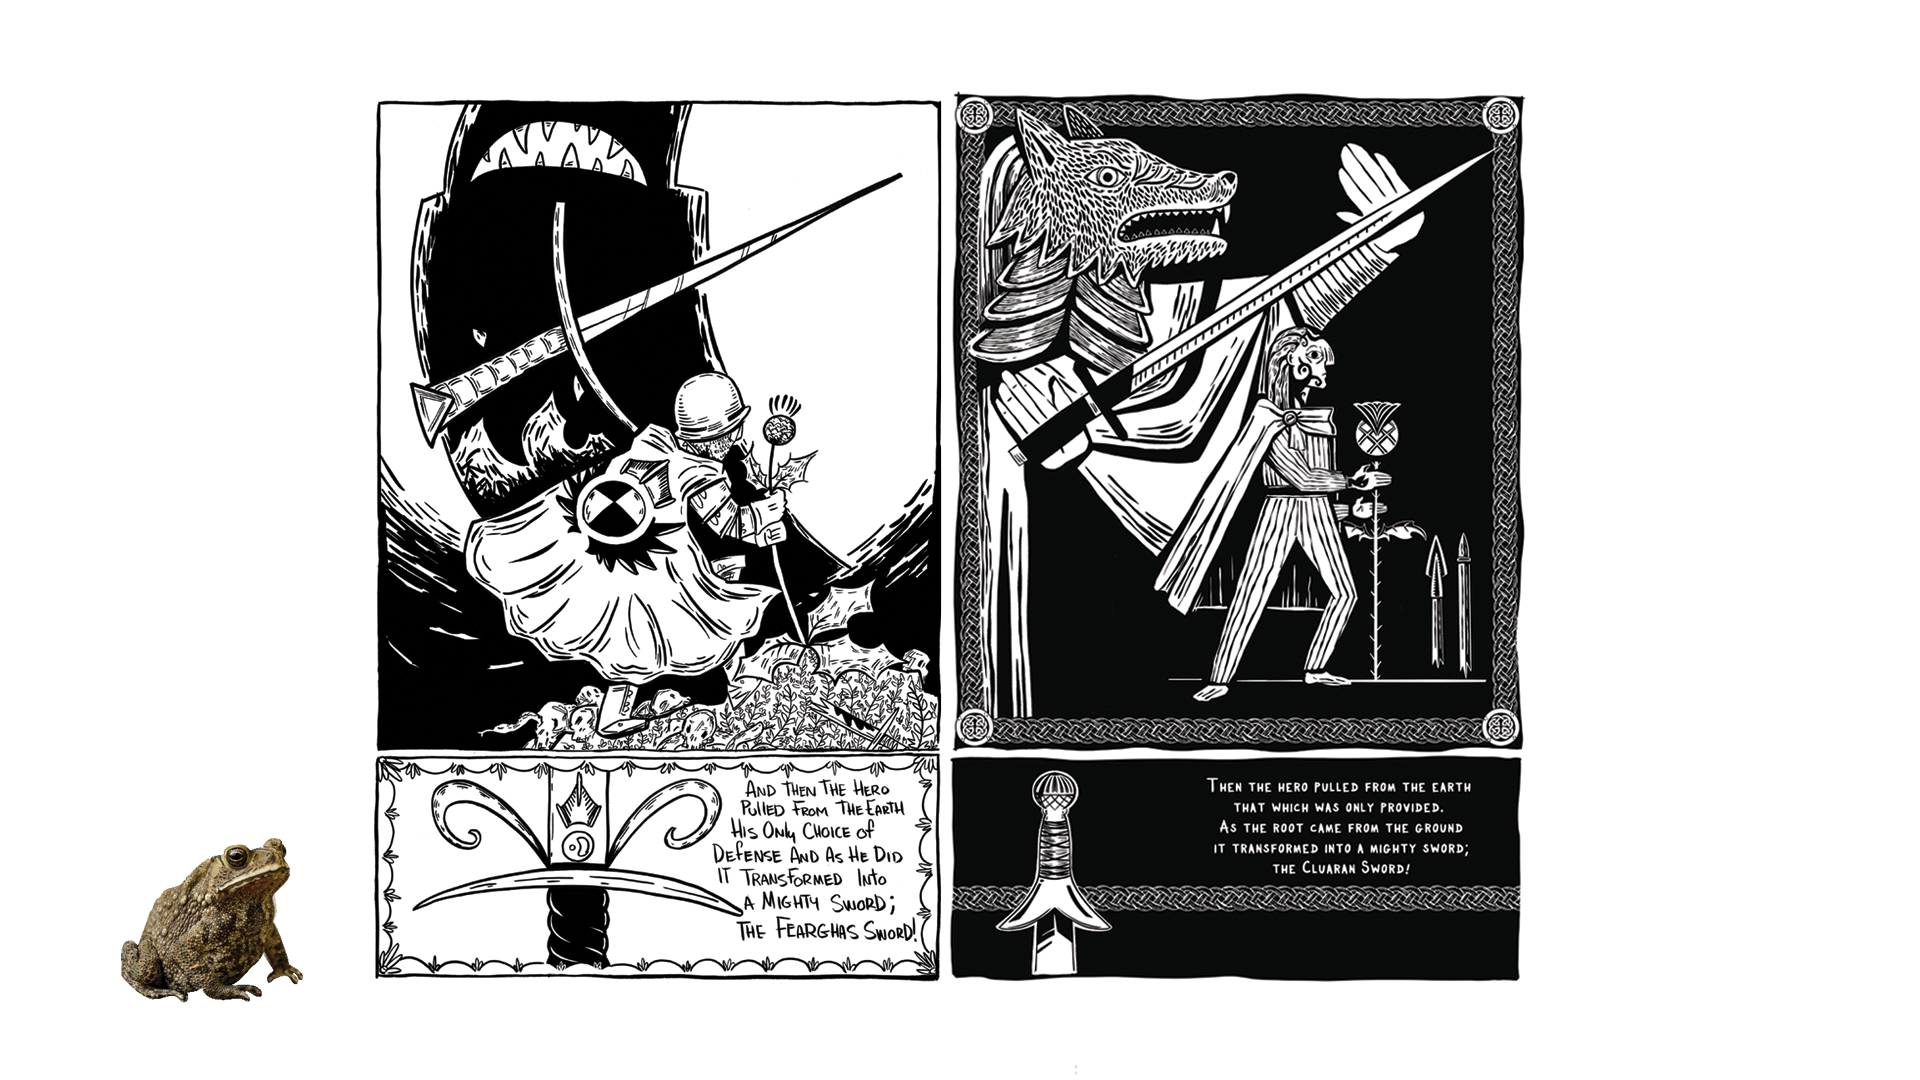 And Then The Hero
Pulled From The Earth
His Only Choice of
Defense And As He Did
It Transformed Into
A Mighty Sword;
The Fearghas Sword!
Then the hero pulled from the earth
that which was only provided.
As the root came from the ground
it transformed into a mighty sword;
the Cluaran Sword!